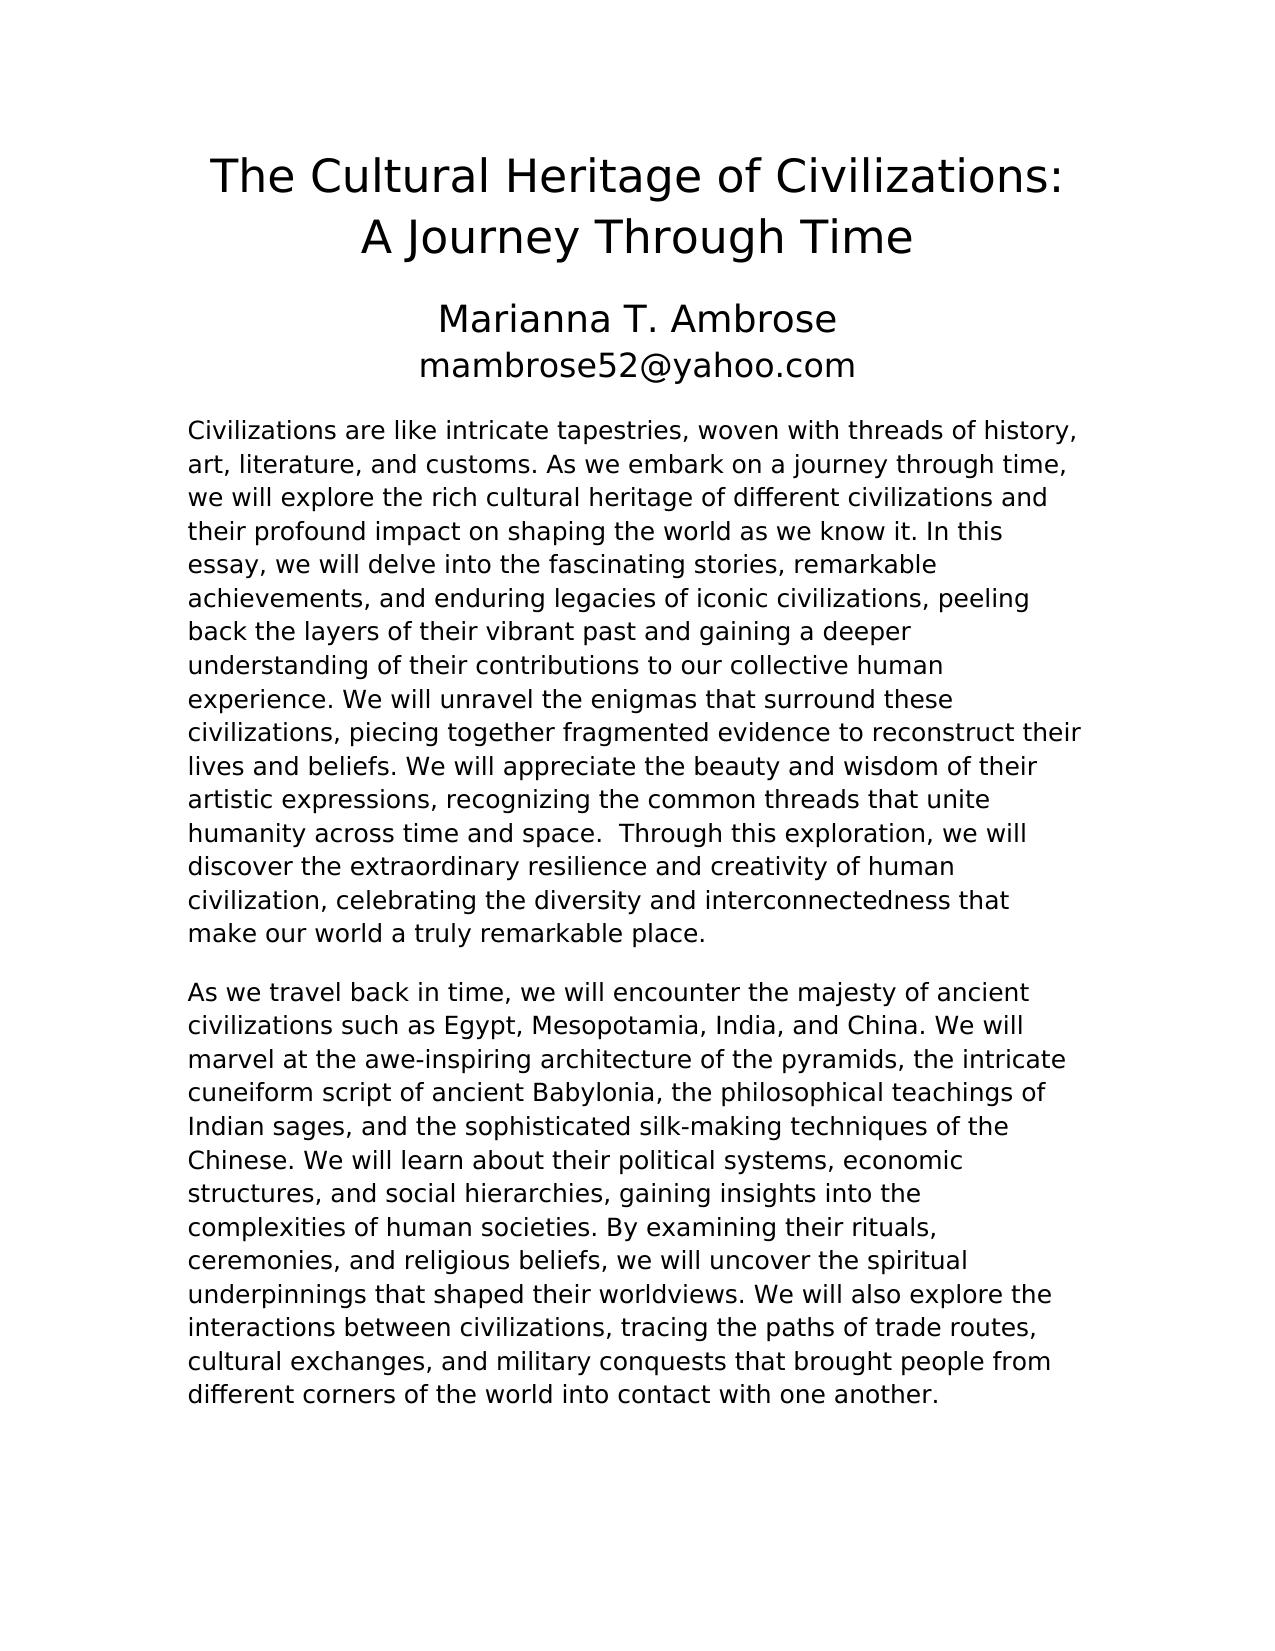 The Cultural Heritage of Civilizations:
A Journey Through Time
Marianna T. Ambrose
mambrose52@yahoo.com
Civilizations are like intricate tapestries, woven with threads of history,
art, literature, and customs. As we embark on a journey through time,
we will explore the rich cultural heritage of different civilizations and
their profound impact on shaping the world as we know it. In this
essay, we will delve into the fascinating stories, remarkable
achievements, and enduring legacies of iconic civilizations, peeling
back the layers of their vibrant past and gaining a deeper
understanding of their contributions to our collective human
experience. We will unravel the enigmas that surround these
civilizations, piecing together fragmented evidence to reconstruct their
lives and beliefs. We will appreciate the beauty and wisdom of their
artistic expressions, recognizing the common threads that unite
humanity across time and space.  Through this exploration, we will
discover the extraordinary resilience and creativity of human
civilization, celebrating the diversity and interconnectedness that
make our world a truly remarkable place.
As we travel back in time, we will encounter the majesty of ancient
civilizations such as Egypt, Mesopotamia, India, and China. We will
marvel at the awe-inspiring architecture of the pyramids, the intricate
cuneiform script of ancient Babylonia, the philosophical teachings of
Indian sages, and the sophisticated silk-making techniques of the
Chinese. We will learn about their political systems, economic
structures, and social hierarchies, gaining insights into the
complexities of human societies. By examining their rituals,
ceremonies, and religious beliefs, we will uncover the spiritual
underpinnings that shaped their worldviews. We will also explore the
interactions between civilizations, tracing the paths of trade routes,
cultural exchanges, and military conquests that brought people from
different corners of the world into contact with one another.